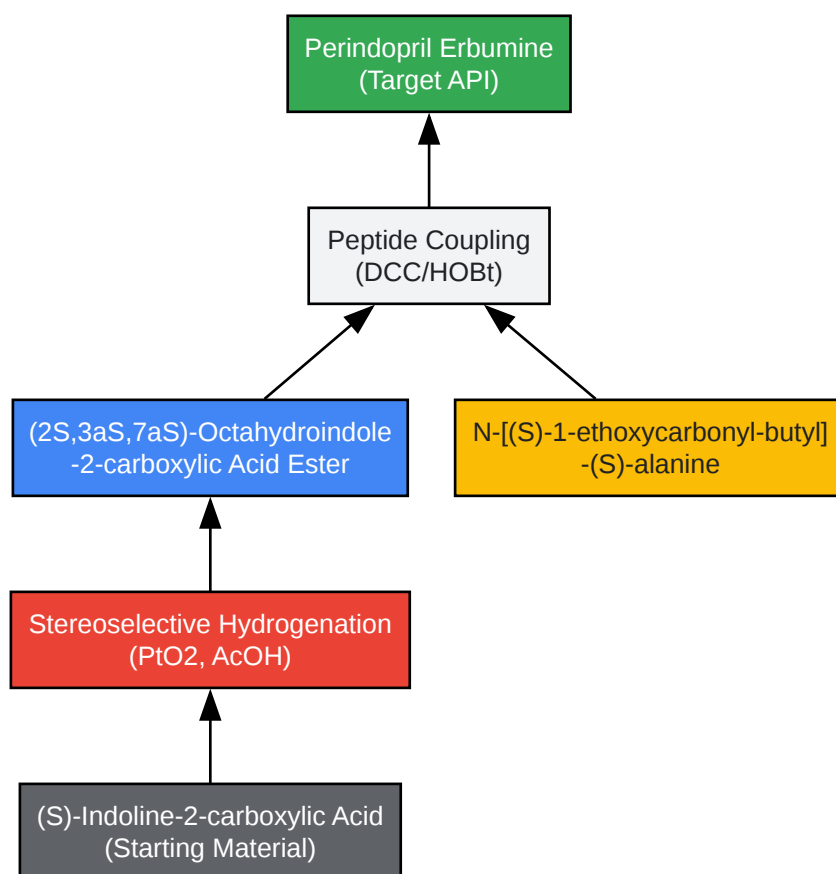 Perindopril Erbumine
(Target API)
Peptide Coupling
(DCC/HOBt)
(2S,3aS,7aS)-Octahydroindole
-2-carboxylic Acid Ester
N-[(S)-1-ethoxycarbonyl-butyl]
-(S)-alanine
Stereoselective Hydrogenation
(PtO2, AcOH)
(S)-Indoline-2-carboxylic Acid
(Starting Material)